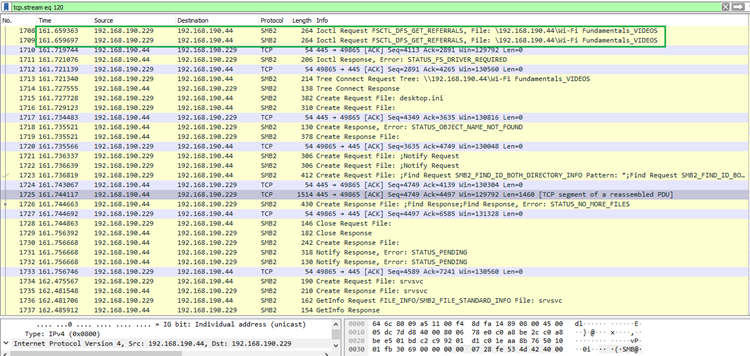 tcp.stream eq 120
No. Time Source Destination Protocol Length Info
1708 161.659363 192.168.190.229 192.168.190.44 SMB2 264 Ioctl Request FSCTL_DFS_GET_REFERRALS, File: \192.168.190.44\Wi-Fi Fundamentals_VIDEOS
1709 161.659697 192.168.190.229 192.168.190.44 SMB2 264 Ioctl Request FSCTL_DFS_GET_REFERRALS, File: \192.168.190.44\Wi-Fi Fundamentals_VIDEOS
1710 161.719744 192.168.190.44 192.168.190.229 TCP 54 445 → 49865 [ACK] Seq=4113 Ack=2891 Win=129792 Len=0
1711 161.721076 192.168.190.44 192.168.190.229 SMB2 206 Ioctl Response, Error: STATUS_FS_DRIVER_REQUIRED
1712 161.721139 192.168.190.229 192.168.190.44 TCP 54 49865 → 445 [ACK] Seq=2891 Ack=4265 Win=130560 Len=0
1713 161.721340 192.168.190.229 192.168.190.44 SMB2 214 Tree Connect Request Tree: \\192.168.190.44\Wi-Fi Fundamentals_VIDEOS
1714 161.727555 192.168.190.44 192.168.190.229 SMB2 138 Tree Connect Response
1715 161.727728 192.168.190.229 192.168.190.44 SMB2 382 Create Request File: desktop.ini
1716 161.729123 192.168.190.229 192.168.190.44 SMB2 310 Create Request File:
1717 161.734483 192.168.190.44 192.168.190.229 TCP 54 445 → 49865 [ACK] Seq=4349 Ack=3635 Win=130816 Len=0
1718 161.735521 192.168.190.44 192.168.190.229 SMB2 130 Create Response, Error: STATUS_OBJECT_NAME_NOT_FOUND
1719 161.735521 192.168.190.44 192.168.190.229 SMB2 378 Create Response File:
1720 161.735566 192.168.190.229 192.168.190.44 TCP 54 49865 → 445 [ACK] Seq=3635 Ack=4749 Win=130048 Len=0
1721 161.736337 192.168.190.229 192.168.190.44 SMB2 306 Create Request File: ;Notify Request
1722 161.736639 192.168.190.229 192.168.190.44 SMB2 306 Create Request File: ;Notify Request
1723 161.736819 192.168.190.229 192.168.190.44 SMB2 412 Create Request File: ;Find Request SMB2_FIND_ID_BOTH_DIRECTORY_INFO Pattern: *;Find Request SMB2_FIND_ID_BO…
1724 161.743067 192.168.190.44 192.168.190.229 TCP 54 445 → 49865 [ACK] Seq=4749 Ack=4139 Win=130304 Len=0
1725 161.744117 192.168.190.44 192.168.190.229 TCP 1514 445 → 49865 [ACK] Seq=4749 Ack=4497 Win=129792 Len=1460 [TCP segment of a reassembled PDU]
1726 161.744663 192.168.190.44 192.168.190.229 SMB2 430 Create Response File: ;Find Response;Find Response, Error: STATUS_NO_MORE_FILES
1727 161.744692 192.168.190.229 192.168.190.44 TCP 54 49865 → 445 [ACK] Seq=4497 Ack=6585 Win=131328 Len=0
1728 161.744863 192.168.190.229 192.168.190.44 SMB2 146 Close Request File:
1729 161.756392 192.168.190.44 192.168.190.229 SMB2 182 Close Response
1730 161.756668 192.168.190.44 192.168.190.229 SMB2 242 Create Response File:
1731 161.756668 192.168.190.44 192.168.190.229 SMB2 318 Notify Response, Error: STATUS_PENDING
1732 161.756668 192.168.190.44 192.168.190.229 SMB2 130 Notify Response, Error: STATUS_PENDING
1733 161.756746 192.168.190.229 192.168.190.44 TCP 54 49865 → 445 [ACK] Seq=4589 Ack=7241 Win=130560 Len=0
1734 162.475567 192.168.190.229 192.168.190.44 SMB2 190 Create Request File: srvsvc
1735 162.481548 192.168.190.44 192.168.190.229 SMB2 210 Create Response File: srvsvc
1736 162.481706 192.168.190.229 192.168.190.44 SMB2 162 GetInfo Request FILE_INFO/SMB2_FILE_STANDARD_INFO File: srvsvc
1737 162.485912 192.168.190.44 192.168.190.229 SMB2 154 GetInfo Response
.... ...0 .... .... .... .... = IG bit: Individual address (unicast)
Type: IPv4 (0x0800)
Internet Protocol Version 4, Src: 192.168.190.44, Dst: 192.168.190.229
0000 64 6c 80 09 a5 11 00 f4 8d fa 14 89 08 00 45 00
0010 05 dc 7d d8 40 00 80 06 78 e0 c0 a8 be 2c c0 a8
0020 be e5 01 bd c2 c9 92 01 d1 c0 1e aa 8b 76 50 10
0030 01 fb 30 69 00 00 00 00 07 28 fe 53 4d 42 40 00